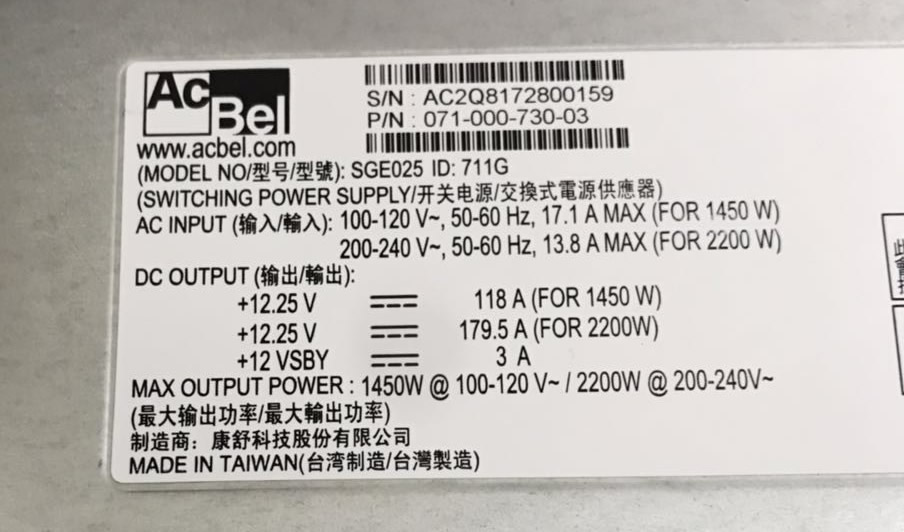 AcBel
S/N : AC2Q8172800159
P/N : 071-000-730-03
www.acbel.com
(MODEL NO/型号/型號): SGE025 ID: 711G
(SWITCHING POWER SUPPLY/开关电源/交換式電源供應器)
AC INPUT (输入/輸入): 100-120 V~, 50-60 Hz, 17.1 A MAX (FOR 1450 W)
200-240 V~, 50-60 Hz, 13.8 A MAX (FOR 2200 W)
DC OUTPUT (输出/輸出):
+12.25 V 118 A (FOR 1450 W)
+12.25 V 179.5 A (FOR 2200W)
+12 VSBY 3 A
MAX OUTPUT POWER : 1450W @ 100-120 V~ / 2200W @ 200-240V~
(最大输出功率/最大輸出功率)
制造商: 康舒科技股份有限公司
MADE IN TAIWAN(台湾制造/台灣製造)